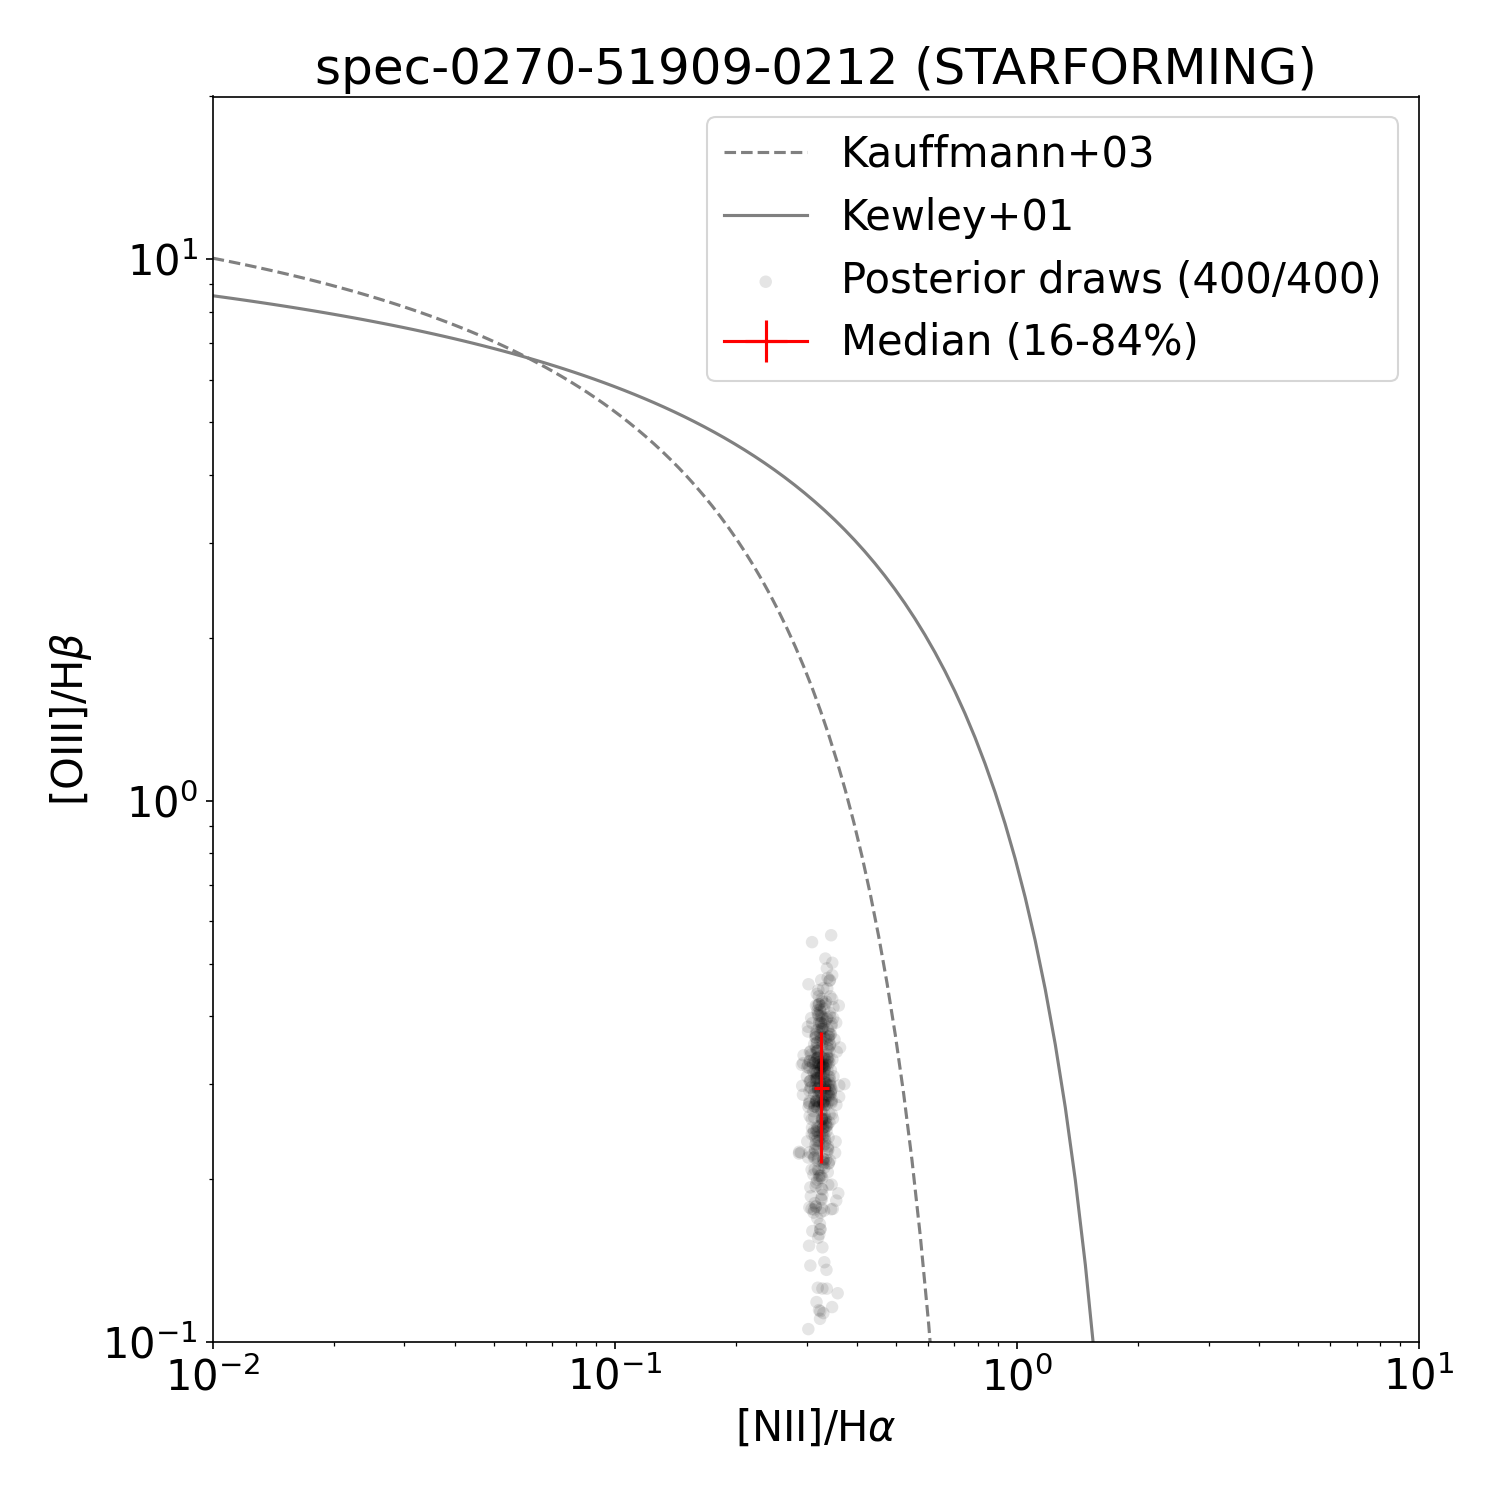 spec-0270-51909-0212 (STARFORMING)
Kauffmann+03
Kewley+01
Posterior draws (400/400)
Median (16-84%)
10¹
10⁰
10⁻¹
[OIII]/Hβ
10⁻²
10⁻¹
10⁰
10¹
[NII]/Hα